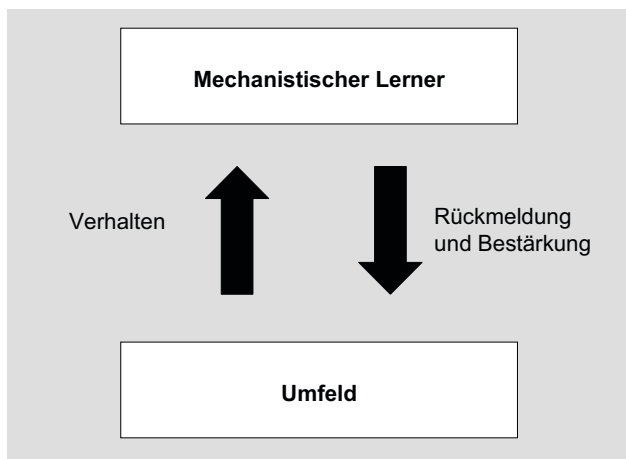 Mechanistischer Lerner
Verhalten
Rückmeldung
und Bestärkung
Umfeld